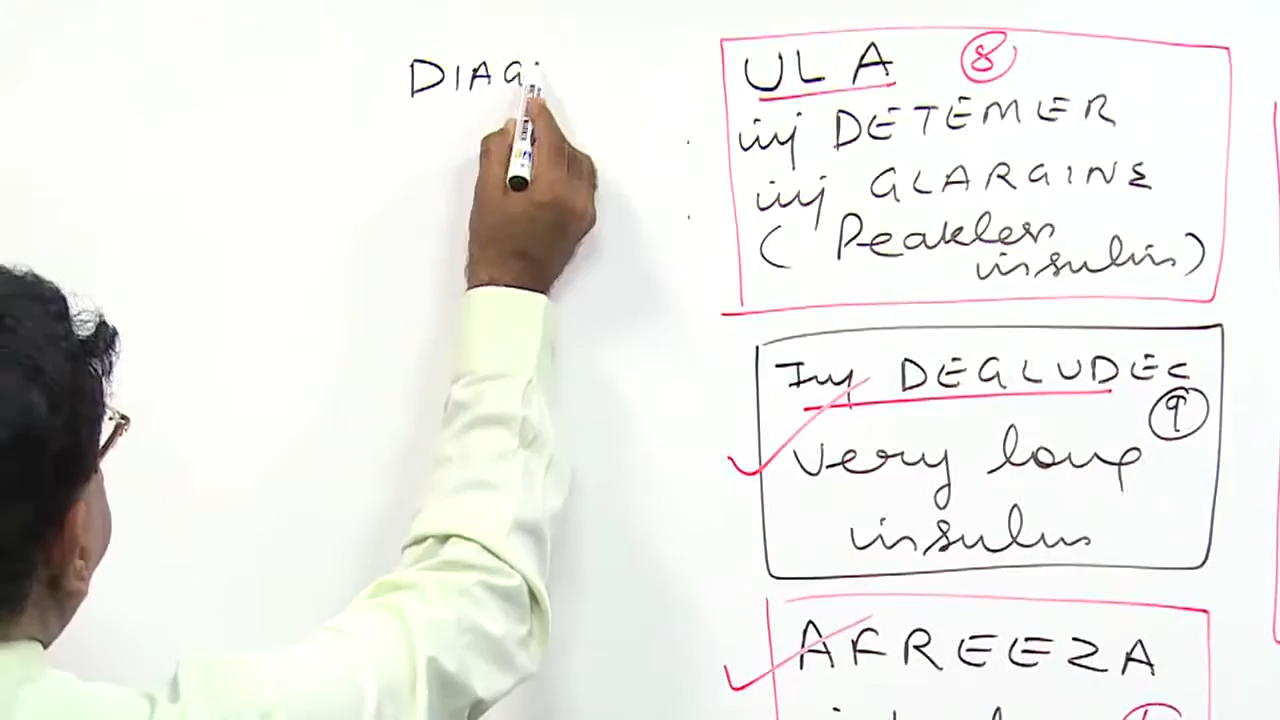 DIAG
ULA 8
inj DETEMER
inj GLARGINE
(Peakless
insulin)
Inj DEGLUDEC
9
very long
insulin
AFREEZA